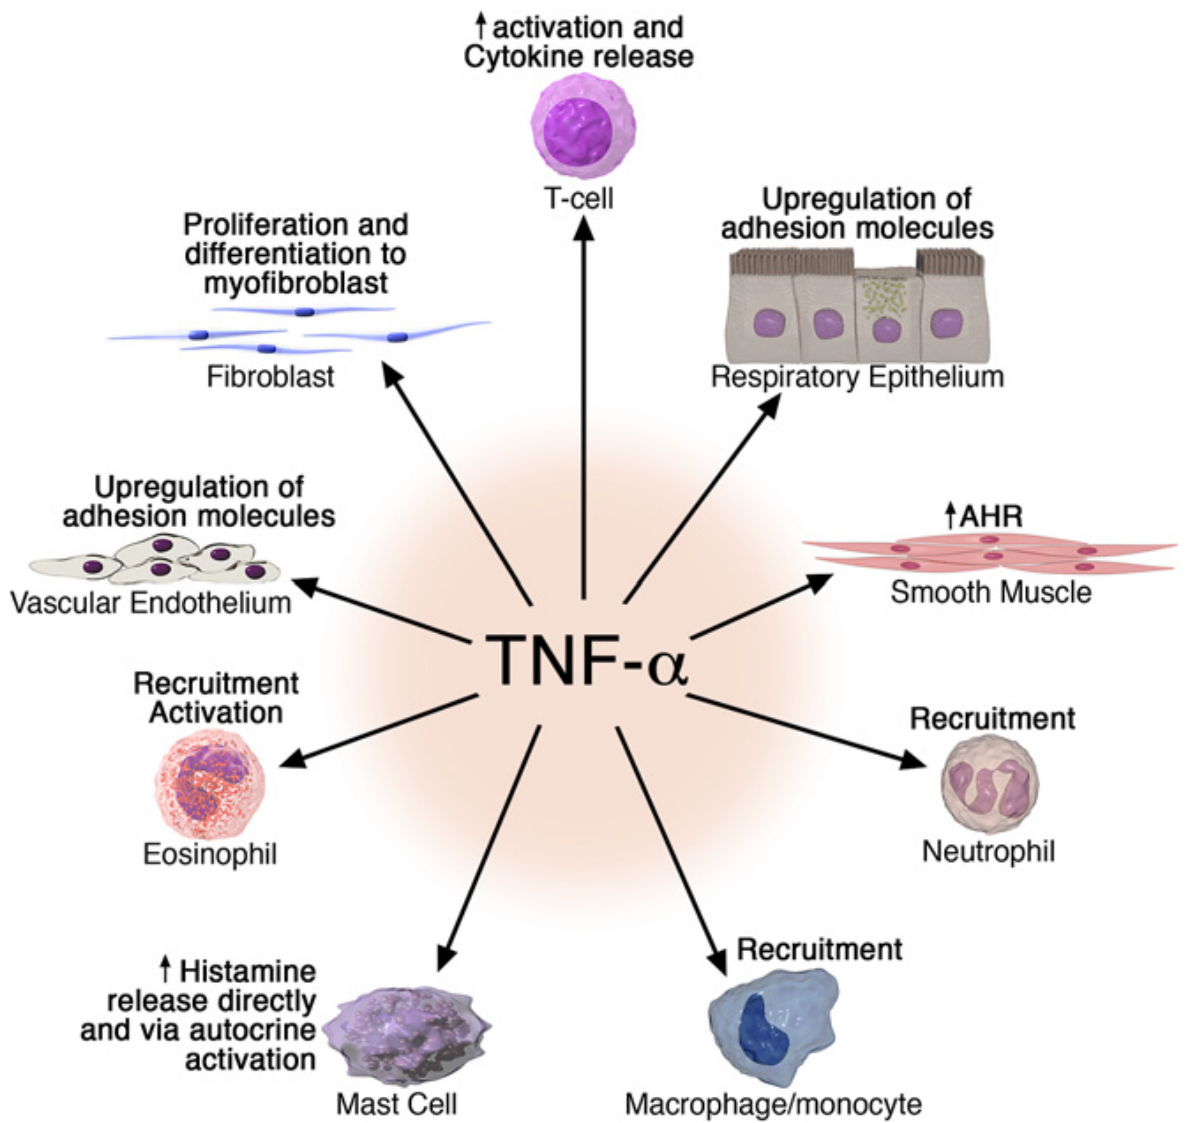 ↑activation and
Cytokine release
T-cell
Upregulation of
adhesion molecules
Respiratory Epithelium
Proliferation and
differentiation to
myofibroblast
Fibroblast
Upregulation of
adhesion molecules
Vascular Endothelium
↑AHR
Smooth Muscle
TNF-α
Recruitment
Activation
Eosinophil
Recruitment
Neutrophil
↑ Histamine
release directly
and via autocrine
activation
Mast Cell
Recruitment
Macrophage/monocyte